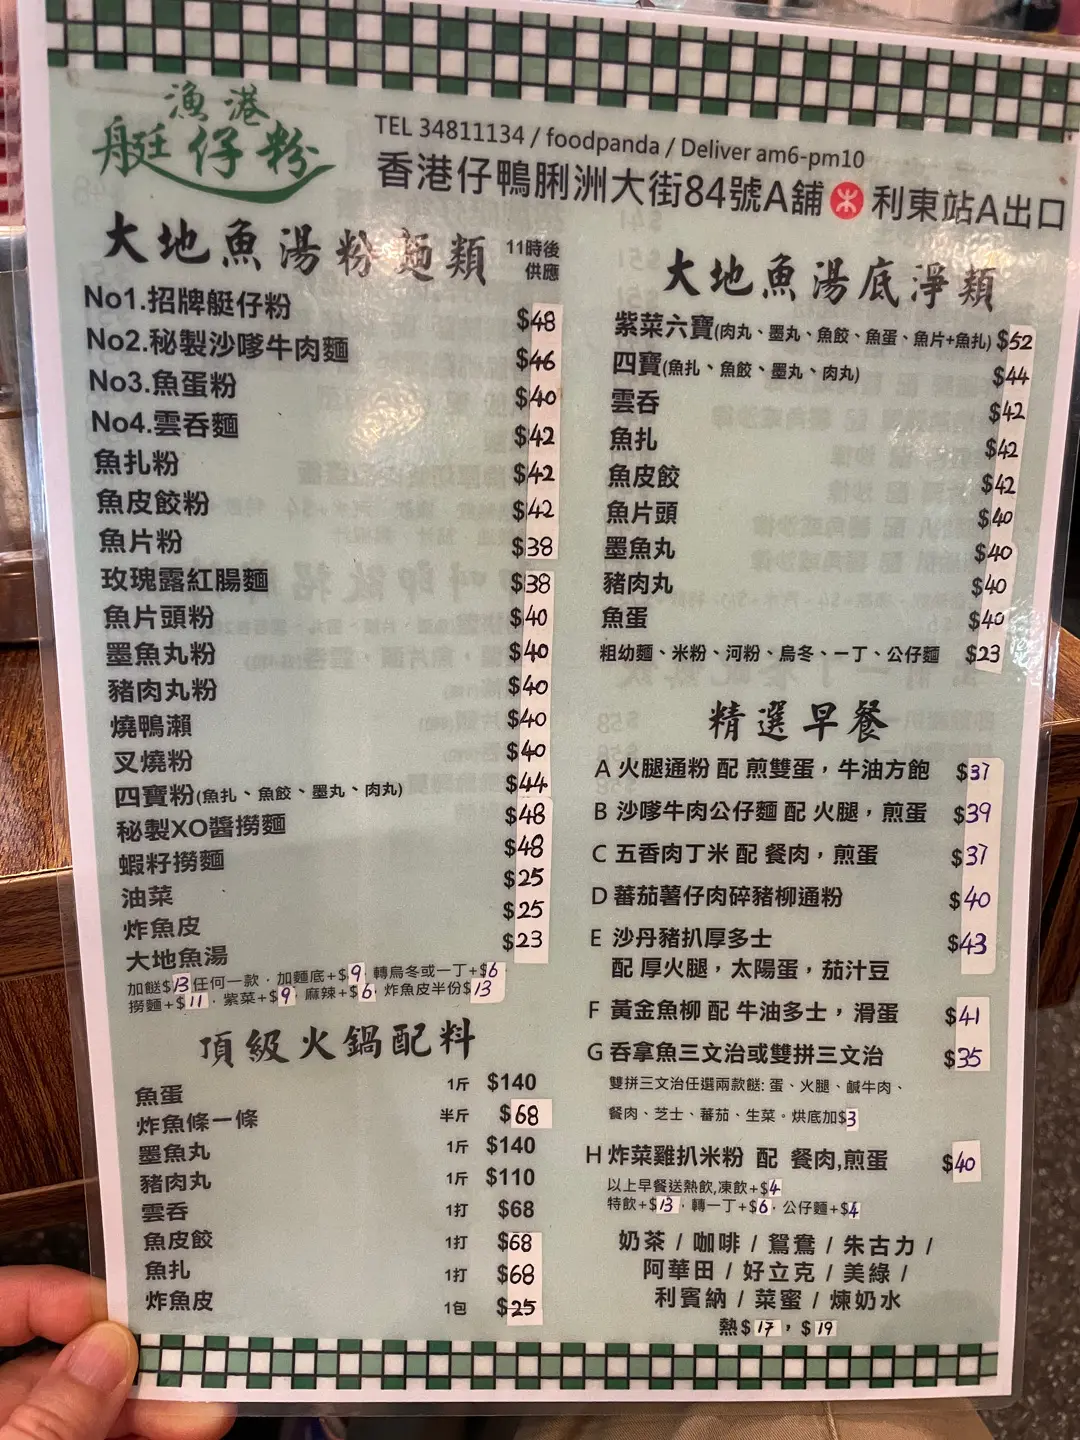 漁港
艇仔粉
TEL 34811134 / foodpanda / Deliver am6-pm10
香港仔鴨脷洲大街84號A舖 利東站A出口
大地魚湯粉麵類 11時後供應
No1.招牌艇仔粉 $48
No2.秘製沙嗲牛肉麵 $46
No3.魚蛋粉 $40
No4.雲吞麵 $42
魚扎粉 $42
魚皮餃粉 $42
魚片粉 $38
玫瑰露紅腸麵 $38
魚片頭粉 $40
墨魚丸粉 $40
豬肉丸粉 $40
燒鴨瀨 $40
叉燒粉 $40
四寶粉(魚扎、魚餃、墨丸、肉丸) $44
秘製XO醬撈麵 $48
蝦籽撈麵 $48
油菜 $25
炸魚皮 $25
大地魚湯 $23
加餸$13任何一款．加麵底+$9．轉烏冬或一丁+$6
撈麵+$11．紫菜+$9．麻辣+$6．炸魚皮半份$13
頂級火鍋配料
魚蛋 1斤 $140
炸魚條一條 半斤 $68
墨魚丸 1斤 $140
豬肉丸 1斤 $110
雲吞 1打 $68
魚皮餃 1打 $68
魚扎 1打 $68
炸魚皮 1包 $25
大地魚湯底淨類
紫菜六寶(肉丸、墨丸、魚餃、魚蛋、魚片+魚扎) $52
四寶(魚扎、魚餃、墨丸、肉丸) $44
雲吞 $42
魚扎 $42
魚皮餃 $42
魚片頭 $40
墨魚丸 $40
豬肉丸 $40
魚蛋 $40
粗幼麵、米粉、河粉、烏冬、一丁、公仔麵 $23
精選早餐
A 火腿通粉 配 煎雙蛋，牛油方飽 $37
B 沙嗲牛肉公仔麵 配 火腿，煎蛋 $39
C 五香肉丁米 配 餐肉，煎蛋 $37
D 蕃茄薯仔肉碎豬柳通粉 $40
E 沙丹豬扒厚多士 $43
配 厚火腿，太陽蛋，茄汁豆
F 黃金魚柳 配 牛油多士，滑蛋 $41
G 吞拿魚三文治或雙拼三文治 $35
雙拼三文治任選兩款餸: 蛋、火腿、鹹牛肉、
餐肉、芝士、蕃茄、生菜。烘底加$3
H 炸菜雞扒米粉 配 餐肉,煎蛋 $40
以上早餐送熱飲,凍飲+$4
特飲+$13．轉一丁+$6．公仔麵+$4
奶茶 / 咖啡 / 鴛鴦 / 朱古力 /
阿華田 / 好立克 / 美綠 /
利賓納 / 菜蜜 / 煉奶水
熱$17，$19